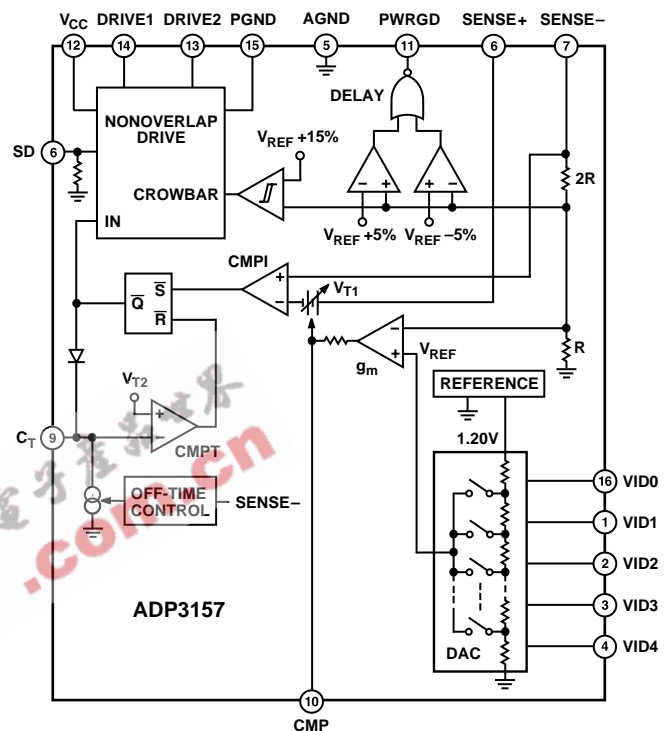 VCC DRIVE1 DRIVE2 PGND AGND PWRGD SENSE+ SENSE–
12 14 13 15 5 11 6 7
DELAY
NONOVERLAP
DRIVE
VREF +15%
SD 6
2R
CROWBAR
IN
– + + –
VREF +5% VREF –5%
CMPI
+
–
VT1
Q S
R
–
+
VREF
gm
R
VT2
REFERENCE
+
–
CT 9
CMPT
1.20V
OFF-TIME
CONTROL
SENSE–
16 VID0
1 VID1
2 VID2
3 VID3
4 VID4
ADP3157
DAC
10
CMP
.com.cn